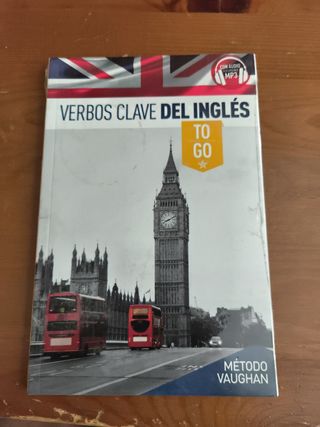 CON AUDIO
MP3
VERBOS CLAVE DEL INGLÉS
TO
GO
MÉTODO
VAUGHAN